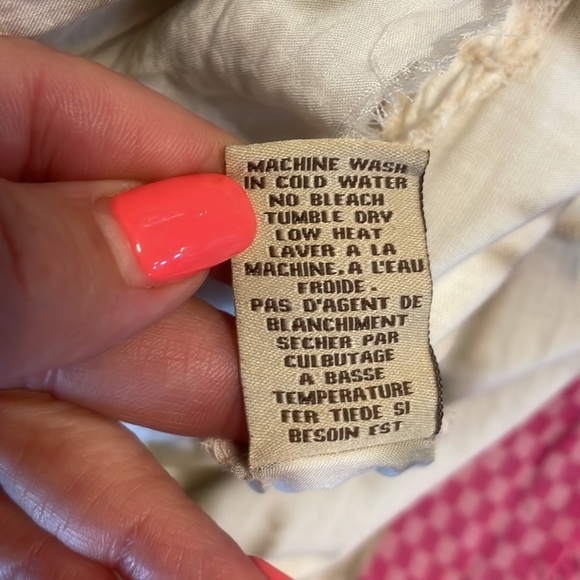 MACHINE WASH
IN COLD WATER
NO BLEACH
TUMBLE DRY
LOW HEAT
LAVER A LA
MACHINE, A L'EAU
FROIDE.
PAS D'AGENT DE
BLANCHIMENT
SECHER PAR
CULBUTAGE
A BASSE
TEMPERATURE
FER TIEDE SI
BESOIN EST